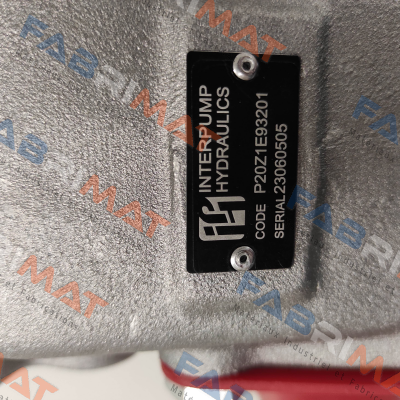 INTERPUMP
HYDRAULICS
CODE P20Z1E93201
SERIAL 23060505
FABRIMAT
FABRIMAT
FABRIMAT